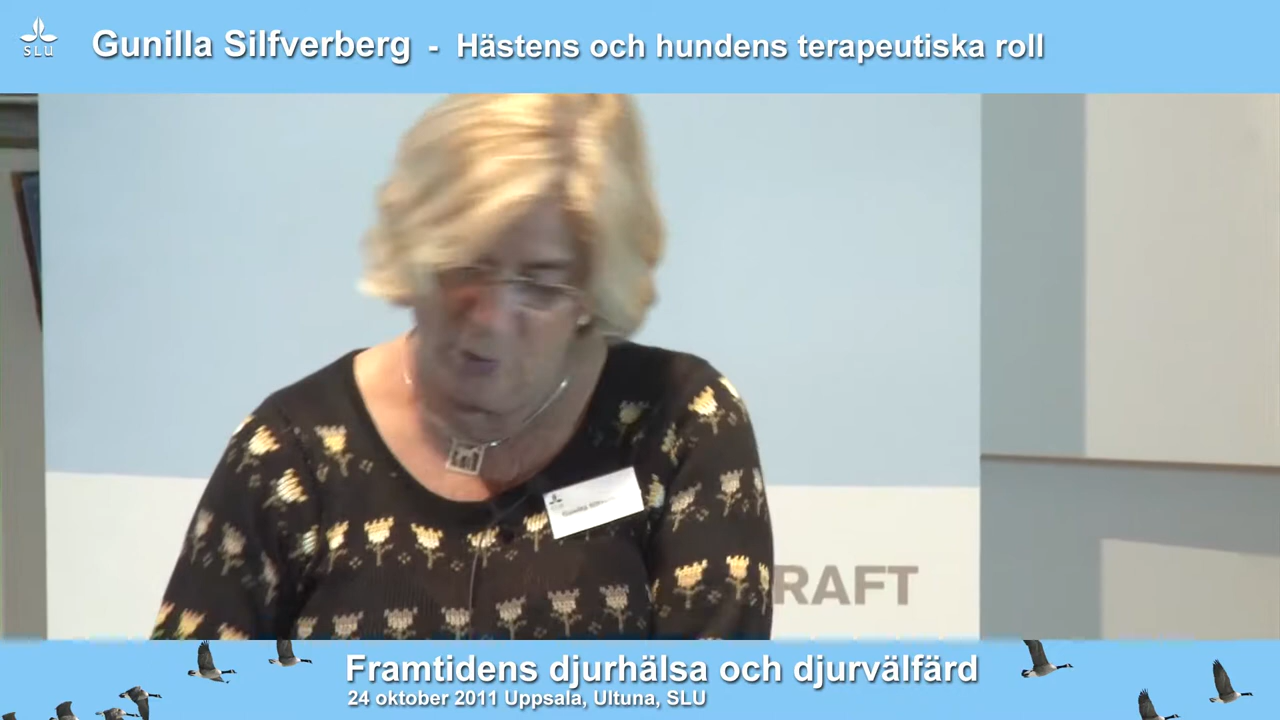 SLU
Gunilla Silfverberg - Hästens och hundens terapeutiska roll
Gunilla
RAFT
Framtidens djurhälsa och djurvälfärd
24 oktober 2011 Uppsala, Ultuna, SLU